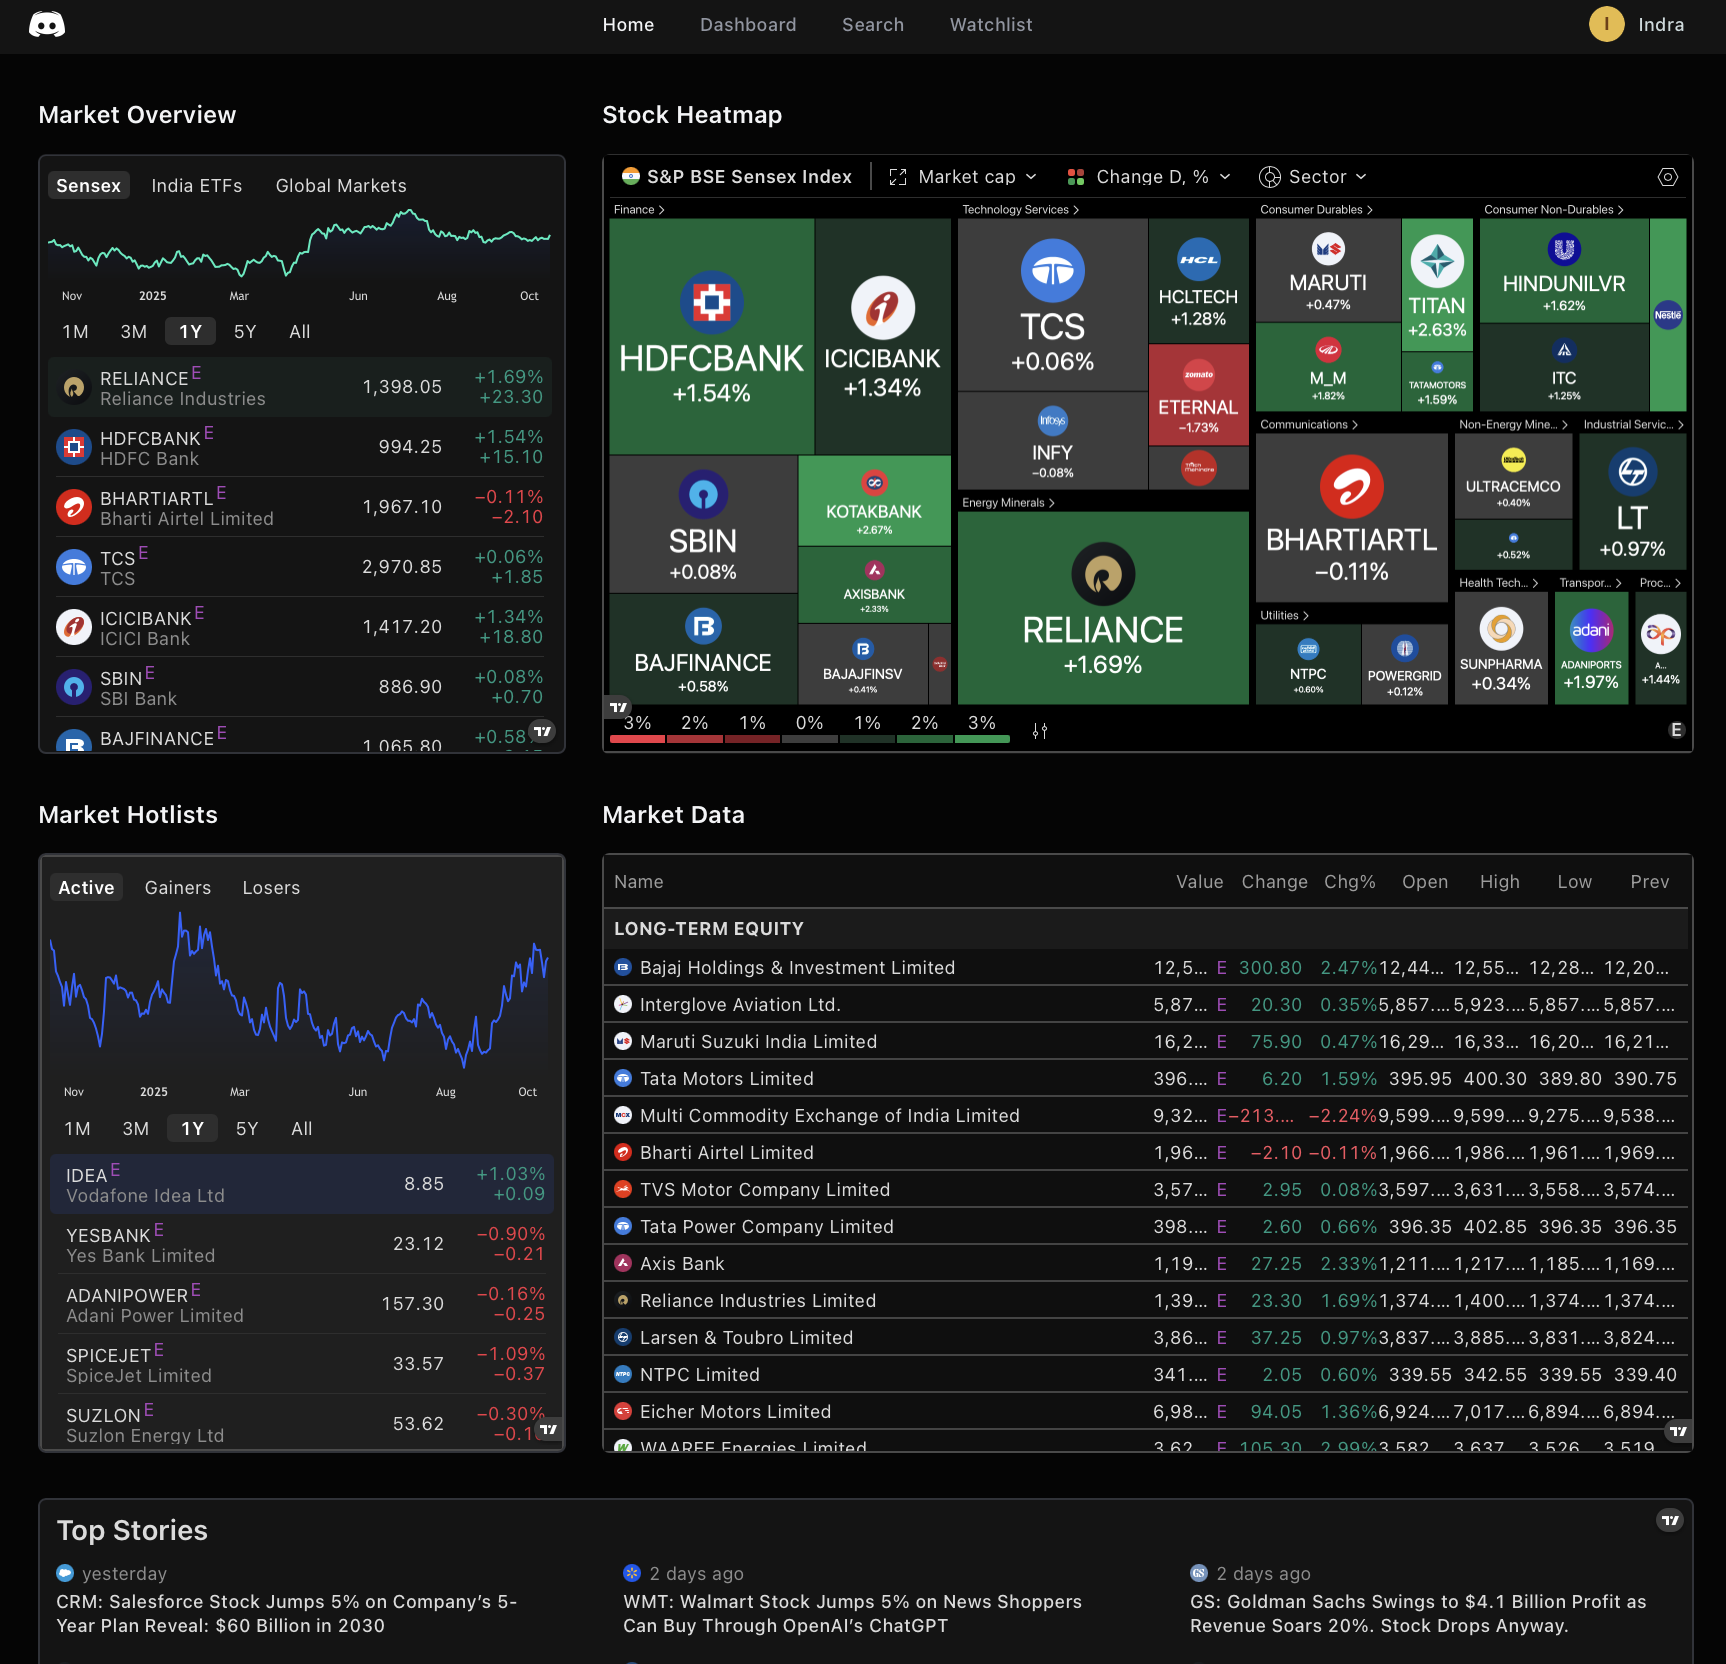 Home Dashboard Search Watchlist I Indra
Market Overview
Sensex India ETFs Global Markets
Nov 2025 Mar Jun Aug Oct
1M 3M 1Y 5Y All
RELIANCE E 1,398.05 +1.69%
Reliance Industries +23.30
HDFCBANK E 994.25 +1.54%
HDFC Bank +15.10
BHARTIARTL E 1,967.10 −0.11%
Bharti Airtel Limited −2.10
TCS E 2,970.85 +0.06%
TCS +1.85
ICICIBANK E 1,417.20 +1.34%
ICICI Bank +18.80
SBIN E 886.90 +0.08%
SBI Bank +0.70
BAJFINANCE E 1,065.80
Stock Heatmap
S&P BSE Sensex Index Market cap Change D, % Sector
Finance >
HDFCBANK
+1.54%
ICICIBANK
+1.34%
SBIN
+0.08%
KOTAKBANK
+2.67%
AXISBANK
+2.33%
BAJFINANCE
+0.58%
BAJAJFINSV
+0.41%
Technology Services >
TCS
+0.06%
HCL
HCLTECH
+1.28%
Infosys
INFY
−0.08%
zomato
ETERNAL
−1.73%
Energy Minerals >
RELIANCE
+1.69%
Consumer Durables >
MARUTI
+0.47%
TITAN
+2.63%
M_M
+1.82%
TATAMOTORS
+1.59%
Consumer Non-Durables >
HINDUNILVR
+1.62%
Nestle
ITC
+1.25%
Communications >
BHARTIARTL
−0.11%
Non-Energy Mine... >
ULTRACEMCO
+0.40%
+0.52%
Industrial Servic... >
LT
+0.97%
Utilities >
NTPC
+0.60%
POWERGRID
+0.12%
Health Tech... >
SUNPHARMA
+0.34%
Transpor... >
adani
ADANIPORTS
+1.97%
Proc... >
A...
+1.44%
3% 2% 1% 0% 1% 2% 3%
E
Market Hotlists
Active Gainers Losers
Nov 2025 Mar Jun Aug Oct
1M 3M 1Y 5Y All
IDEA E 8.85 +1.03%
Vodafone Idea Ltd +0.09
YESBANK E 23.12 −0.90%
Yes Bank Limited −0.21
ADANIPOWER E 157.30 −0.16%
Adani Power Limited −0.25
SPICEJET E 33.57 −1.09%
SpiceJet Limited −0.37
SUZLON E 53.62 −0.30%
Suzlon Energy Ltd
Market Data
Name Value Change Chg% Open High Low Prev
LONG-TERM EQUITY
Bajaj Holdings & Investment Limited 12,5... E 300.80 2.47% 12,44... 12,55... 12,28... 12,20...
Interglove Aviation Ltd. 5,87... E 20.30 0.35% 5,857.... 5,923.... 5,857.... 5,857....
Maruti Suzuki India Limited 16,2... E 75.90 0.47% 16,29... 16,33... 16,20... 16,21...
Tata Motors Limited 396.... E 6.20 1.59% 395.95 400.30 389.80 390.75
Multi Commodity Exchange of India Limited 9,32... E −213.... −2.24% 9,599.... 9,599.... 9,275.... 9,538....
Bharti Airtel Limited 1,96... E −2.10 −0.11% 1,966.... 1,986.... 1,961.... 1,969....
TVS Motor Company Limited 3,57... E 2.95 0.08% 3,597.... 3,631.... 3,558.... 3,574....
Tata Power Company Limited 398.... E 2.60 0.66% 396.35 402.85 396.35 396.35
Axis Bank 1,19... E 27.25 2.33% 1,211.... 1,217.... 1,185.... 1,169....
Reliance Industries Limited 1,39... E 23.30 1.69% 1,374.... 1,400.... 1,374.... 1,374....
Larsen & Toubro Limited 3,86... E 37.25 0.97% 3,837.... 3,885.... 3,831.... 3,824....
NTPC Limited 341.... E 2.05 0.60% 339.55 342.55 339.55 339.40
Eicher Motors Limited 6,98... E 94.05 1.36% 6,924.... 7,017.... 6,894.... 6,894....
WAAREE Energies Limited 3,62 E 105.30 2.99% 3,582 3,637 3,526 3,519
Top Stories
yesterday
CRM: Salesforce Stock Jumps 5% on Company’s 5-
Year Plan Reveal: $60 Billion in 2030
2 days ago
WMT: Walmart Stock Jumps 5% on News Shoppers
Can Buy Through OpenAI’s ChatGPT
GS 2 days ago
GS: Goldman Sachs Swings to $4.1 Billion Profit as
Revenue Soars 20%. Stock Drops Anyway.